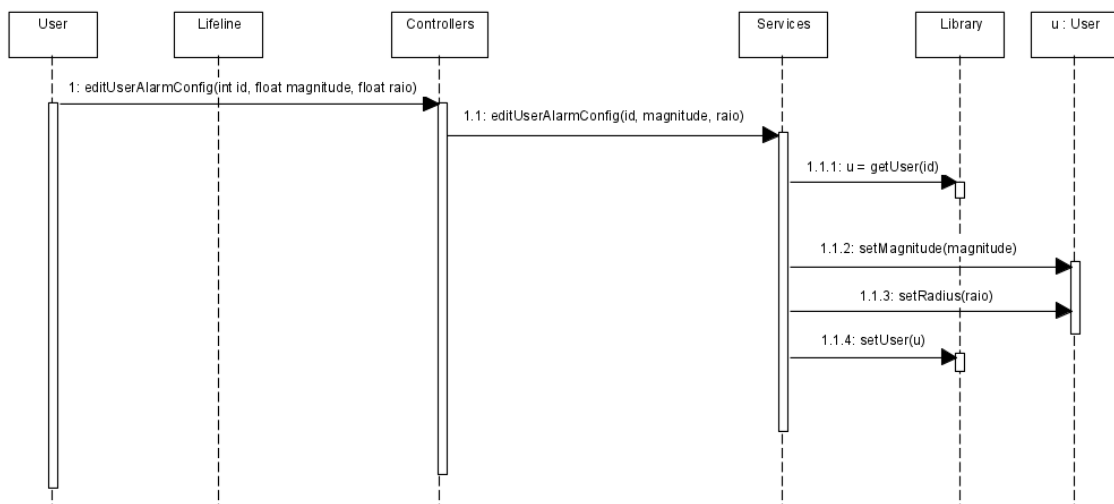 User
Lifeline
Controllers
Services
Library
u : User
1: editUserAlarmConfig(int id, float magnitude, float raio)
1.1: editUserAlarmConfig(id, magnitude, raio)
1.1.1: u = getUser(id)
1.1.2: setMagnitude(magnitude)
1.1.3: setRadius(raio)
1.1.4: setUser(u)